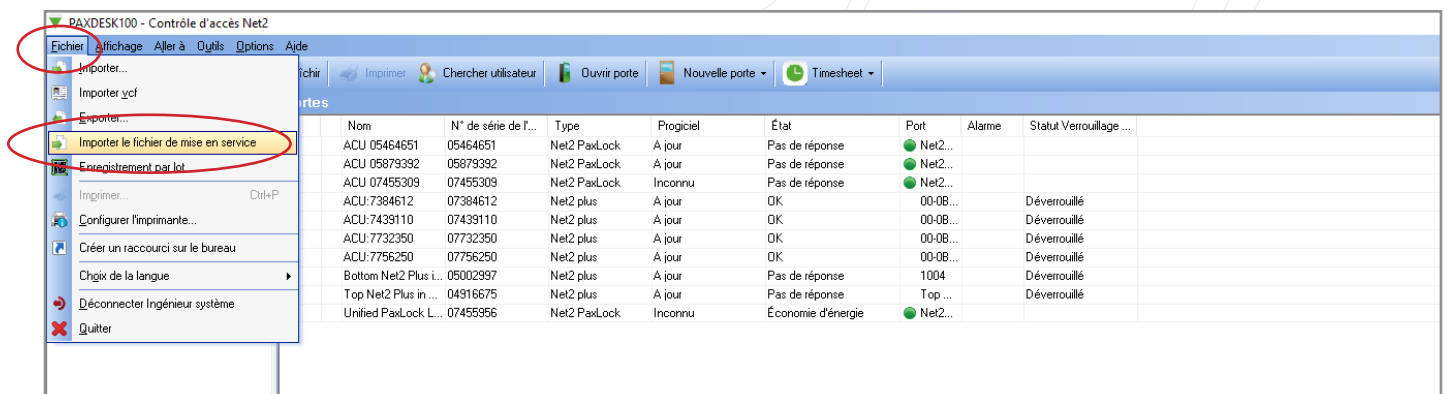 PAXDESK100 - Contrôle d'accès Net2
Fichier Affichage Aller à Outils Options Aide
Imprimer Chercher utilisateur Ouvrir porte Nouvelle porte Timesheet
Importer...
Importer vcf
Exporter...
Importer le fichier de mise en service
Enregistrement par lot
Imprimer... Ctrl+P
Configurer l'imprimante...
Créer un raccourci sur le bureau
Choix de la langue
Déconnecter Ingénieur système
Quitter
Nom N° de série de l'... Type Progiciel État Port Alarme Statut Verrouillage ...
ACU 05464651 05464651 Net2 PaxLock A jour Pas de réponse Net2...
ACU 05879392 05879392 Net2 PaxLock A jour Pas de réponse Net2...
ACU 07455309 07455309 Net2 PaxLock Inconnu Pas de réponse Net2...
ACU:7384612 07384612 Net2 plus A jour OK 00-0B... Déverrouillé
ACU:7439110 07439110 Net2 plus A jour OK 00-0B... Déverrouillé
ACU:7732350 07732350 Net2 plus A jour OK 00-0B... Déverrouillé
ACU:7756250 07756250 Net2 plus A jour OK 00-0B... Déverrouillé
Bottom Net2 Plus i... 05002997 Net2 plus A jour Pas de réponse 1004 Déverrouillé
Top Net2 Plus in ... 04916675 Net2 plus A jour Pas de réponse Top ... Déverrouillé
Unified PaxLock L... 07455956 Net2 PaxLock Inconnu Économie d'énergie Net2...